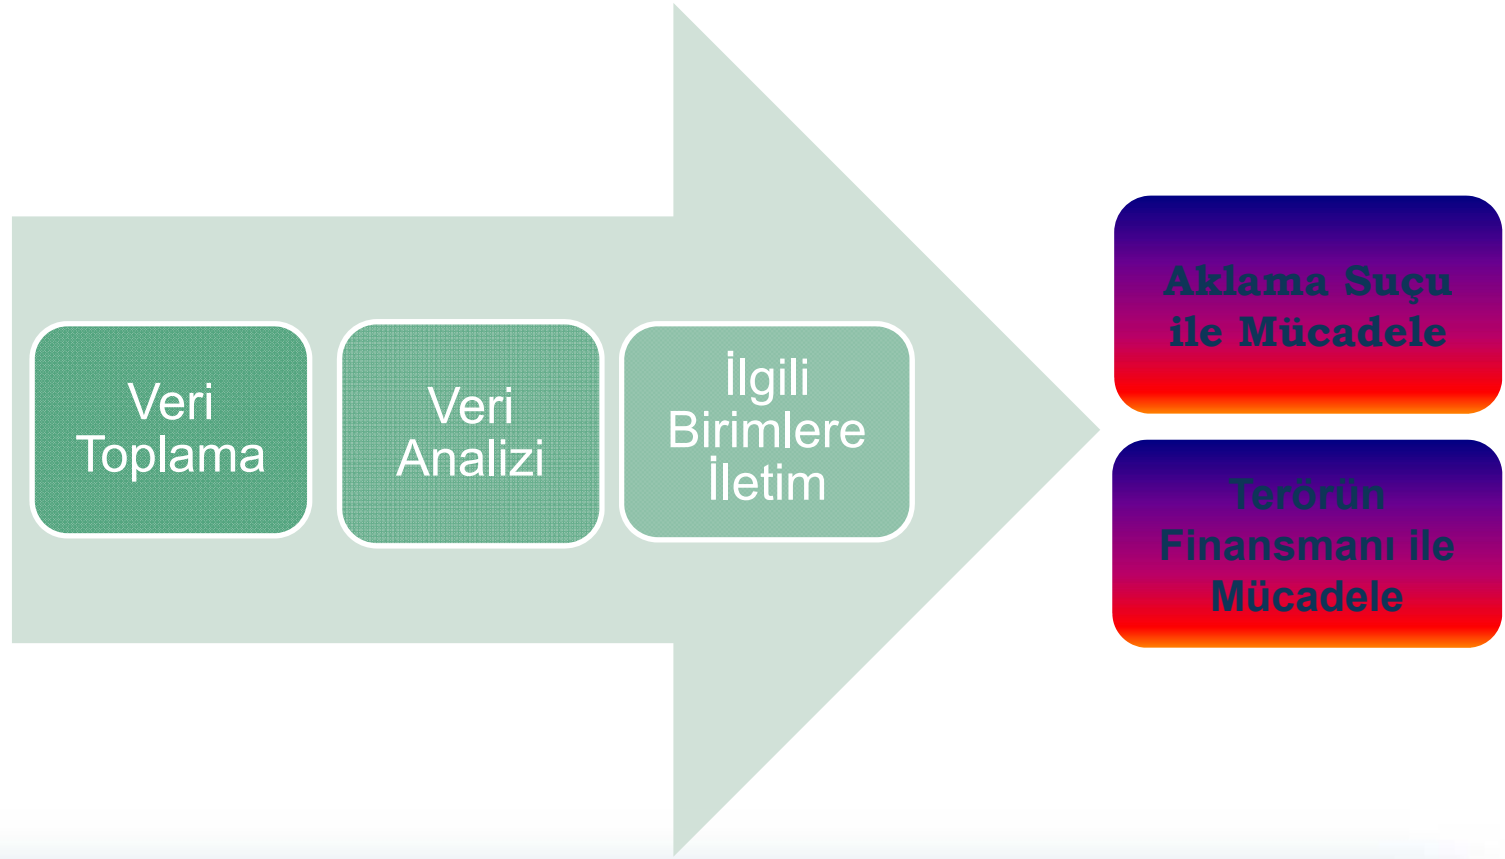 Veri
Toplama
Veri
Analizi
İlgili
Birimlere
İletim
Aklama Suçu
ile Mücadele
Terörün
Finansmanı ile
Mücadele